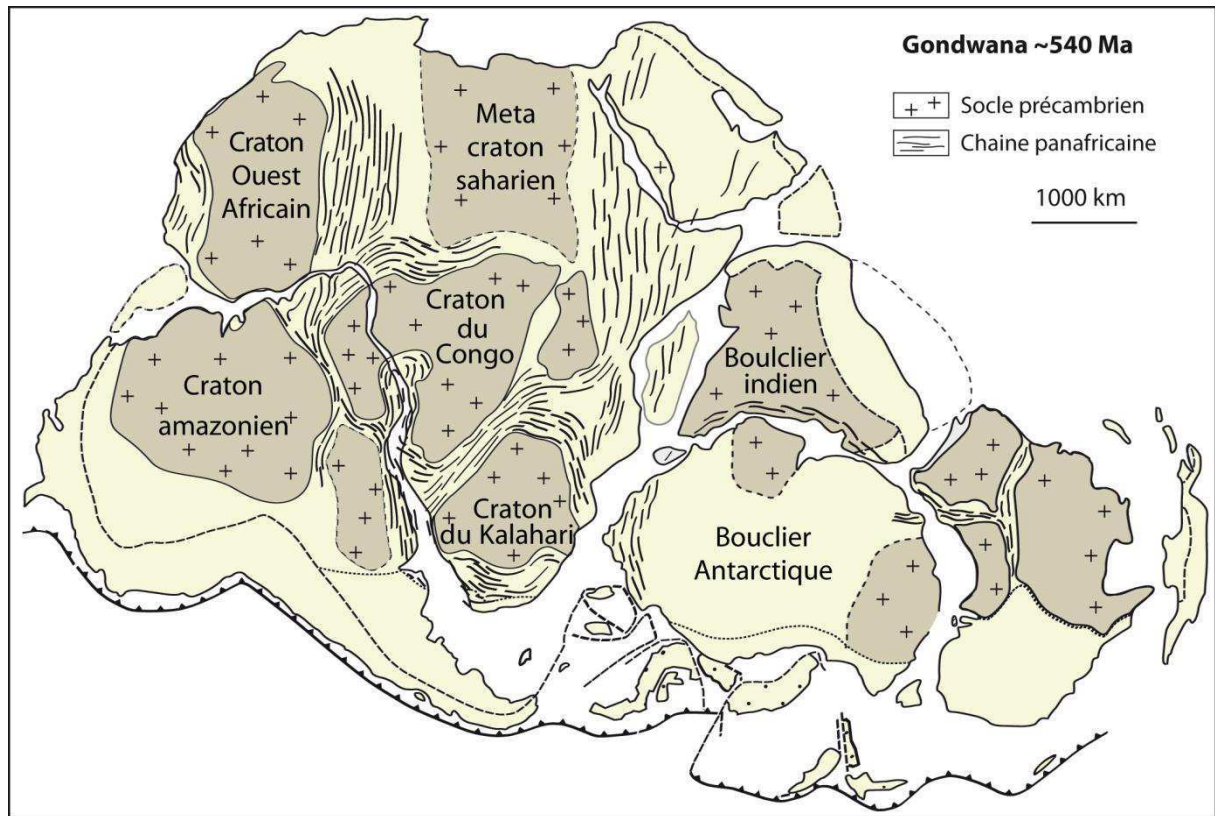 Gondwana ~540 Ma
Socle précambrien
Chaine panafricaine
1000 km
Craton
Ouest
Africain
Meta
craton
saharien
Craton
du
Congo
Craton
amazonien
Boulclier
indien
Craton
du Kalahari
Bouclier
Antarctique